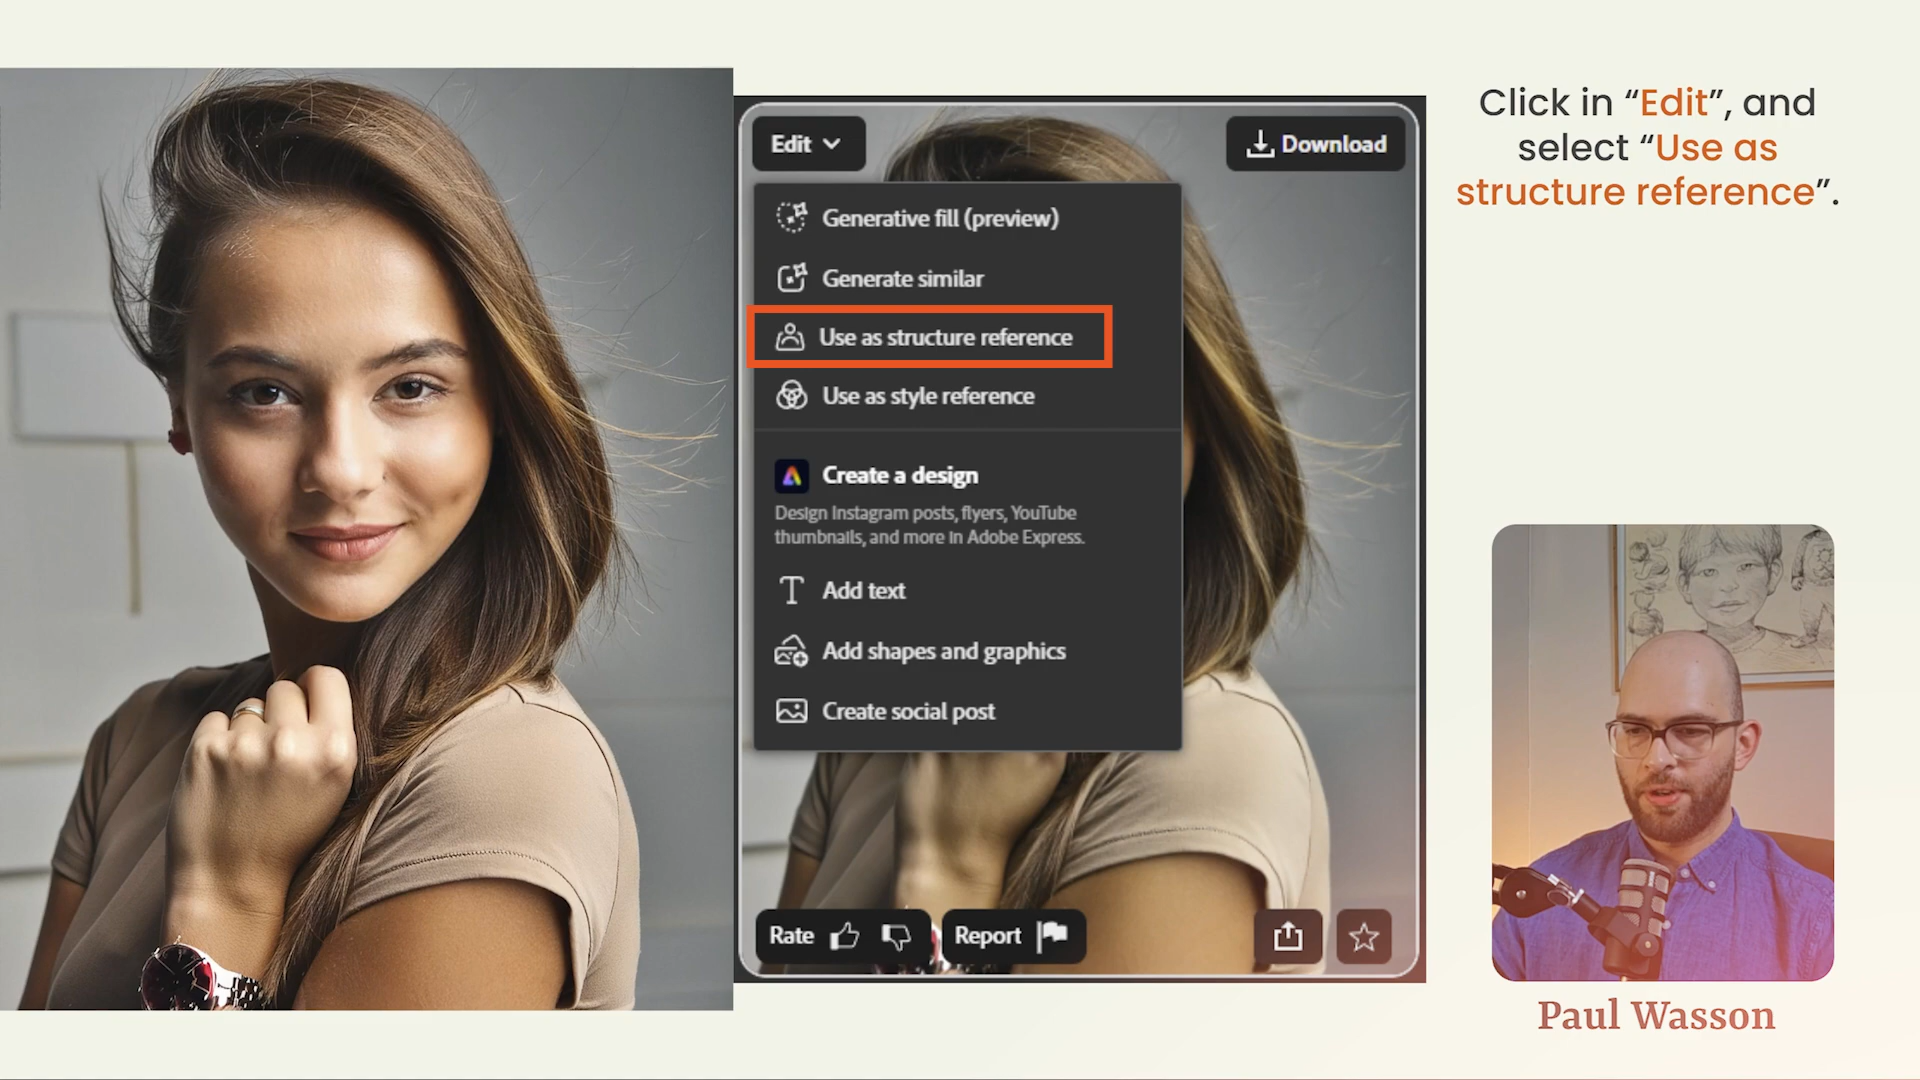 Click in “Edit”, and
select “Use as
structure reference”.
Edit
Download
Generative fill (preview)
Generate similar
Use as structure reference
Use as style reference
Create a design
Design Instagram posts, flyers, YouTube
thumbnails, and more in Adobe Express.
Add text
Add shapes and graphics
Create social post
Rate
Report
Paul Wasson